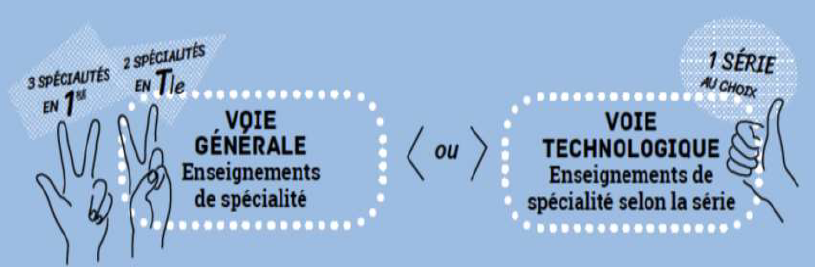 3 SPÉCIALITÉS
EN 1RE
2 SPÉCIALITÉS
EN Tle
VOIE
GÉNÉRALE
Enseignements
de spécialité
ou
1 SÉRIE
AU CHOIX
VOIE
TECHNOLOGIQUE
Enseignements de
spécialité selon la série